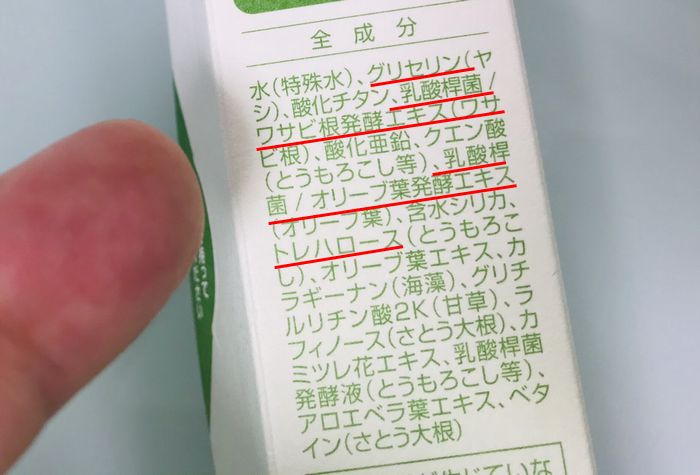 全成分
水(特殊水)、グリセリン(ヤ
シ)、酸化チタン、乳酸桿菌/
ワサビ根発酵エキス(ワサ
ビ根)、酸化亜鉛、クエン酸
(とうもろこし等)、乳酸桿
菌/オリーブ葉発酵エキス
(オリーブ葉)、含水シリカ、
トレハロース(とうもろこ
し)、オリーブ葉エキス、カ
ラギーナン(海藻)、グリチ
ルリチン酸2K(甘草)、ラ
フィノース(さとう大根)、カ
ミツレ花エキス、乳酸桿菌
発酵液(とうもろこし等)、
アロエベラ葉エキス、ベタ
イン(さとう大根)
が生じていな